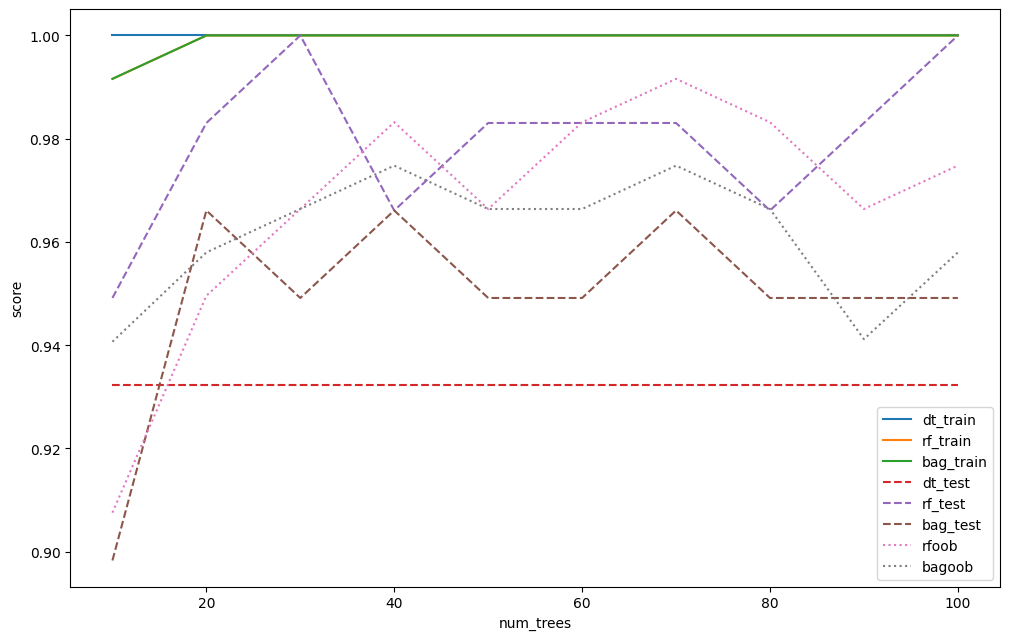 1.00
0.98
0.96
0.94
0.92
0.90
score
20
40
60
80
100
num_trees
dt_train
rf_train
bag_train
dt_test
rf_test
bag_test
rfoob
bagoob